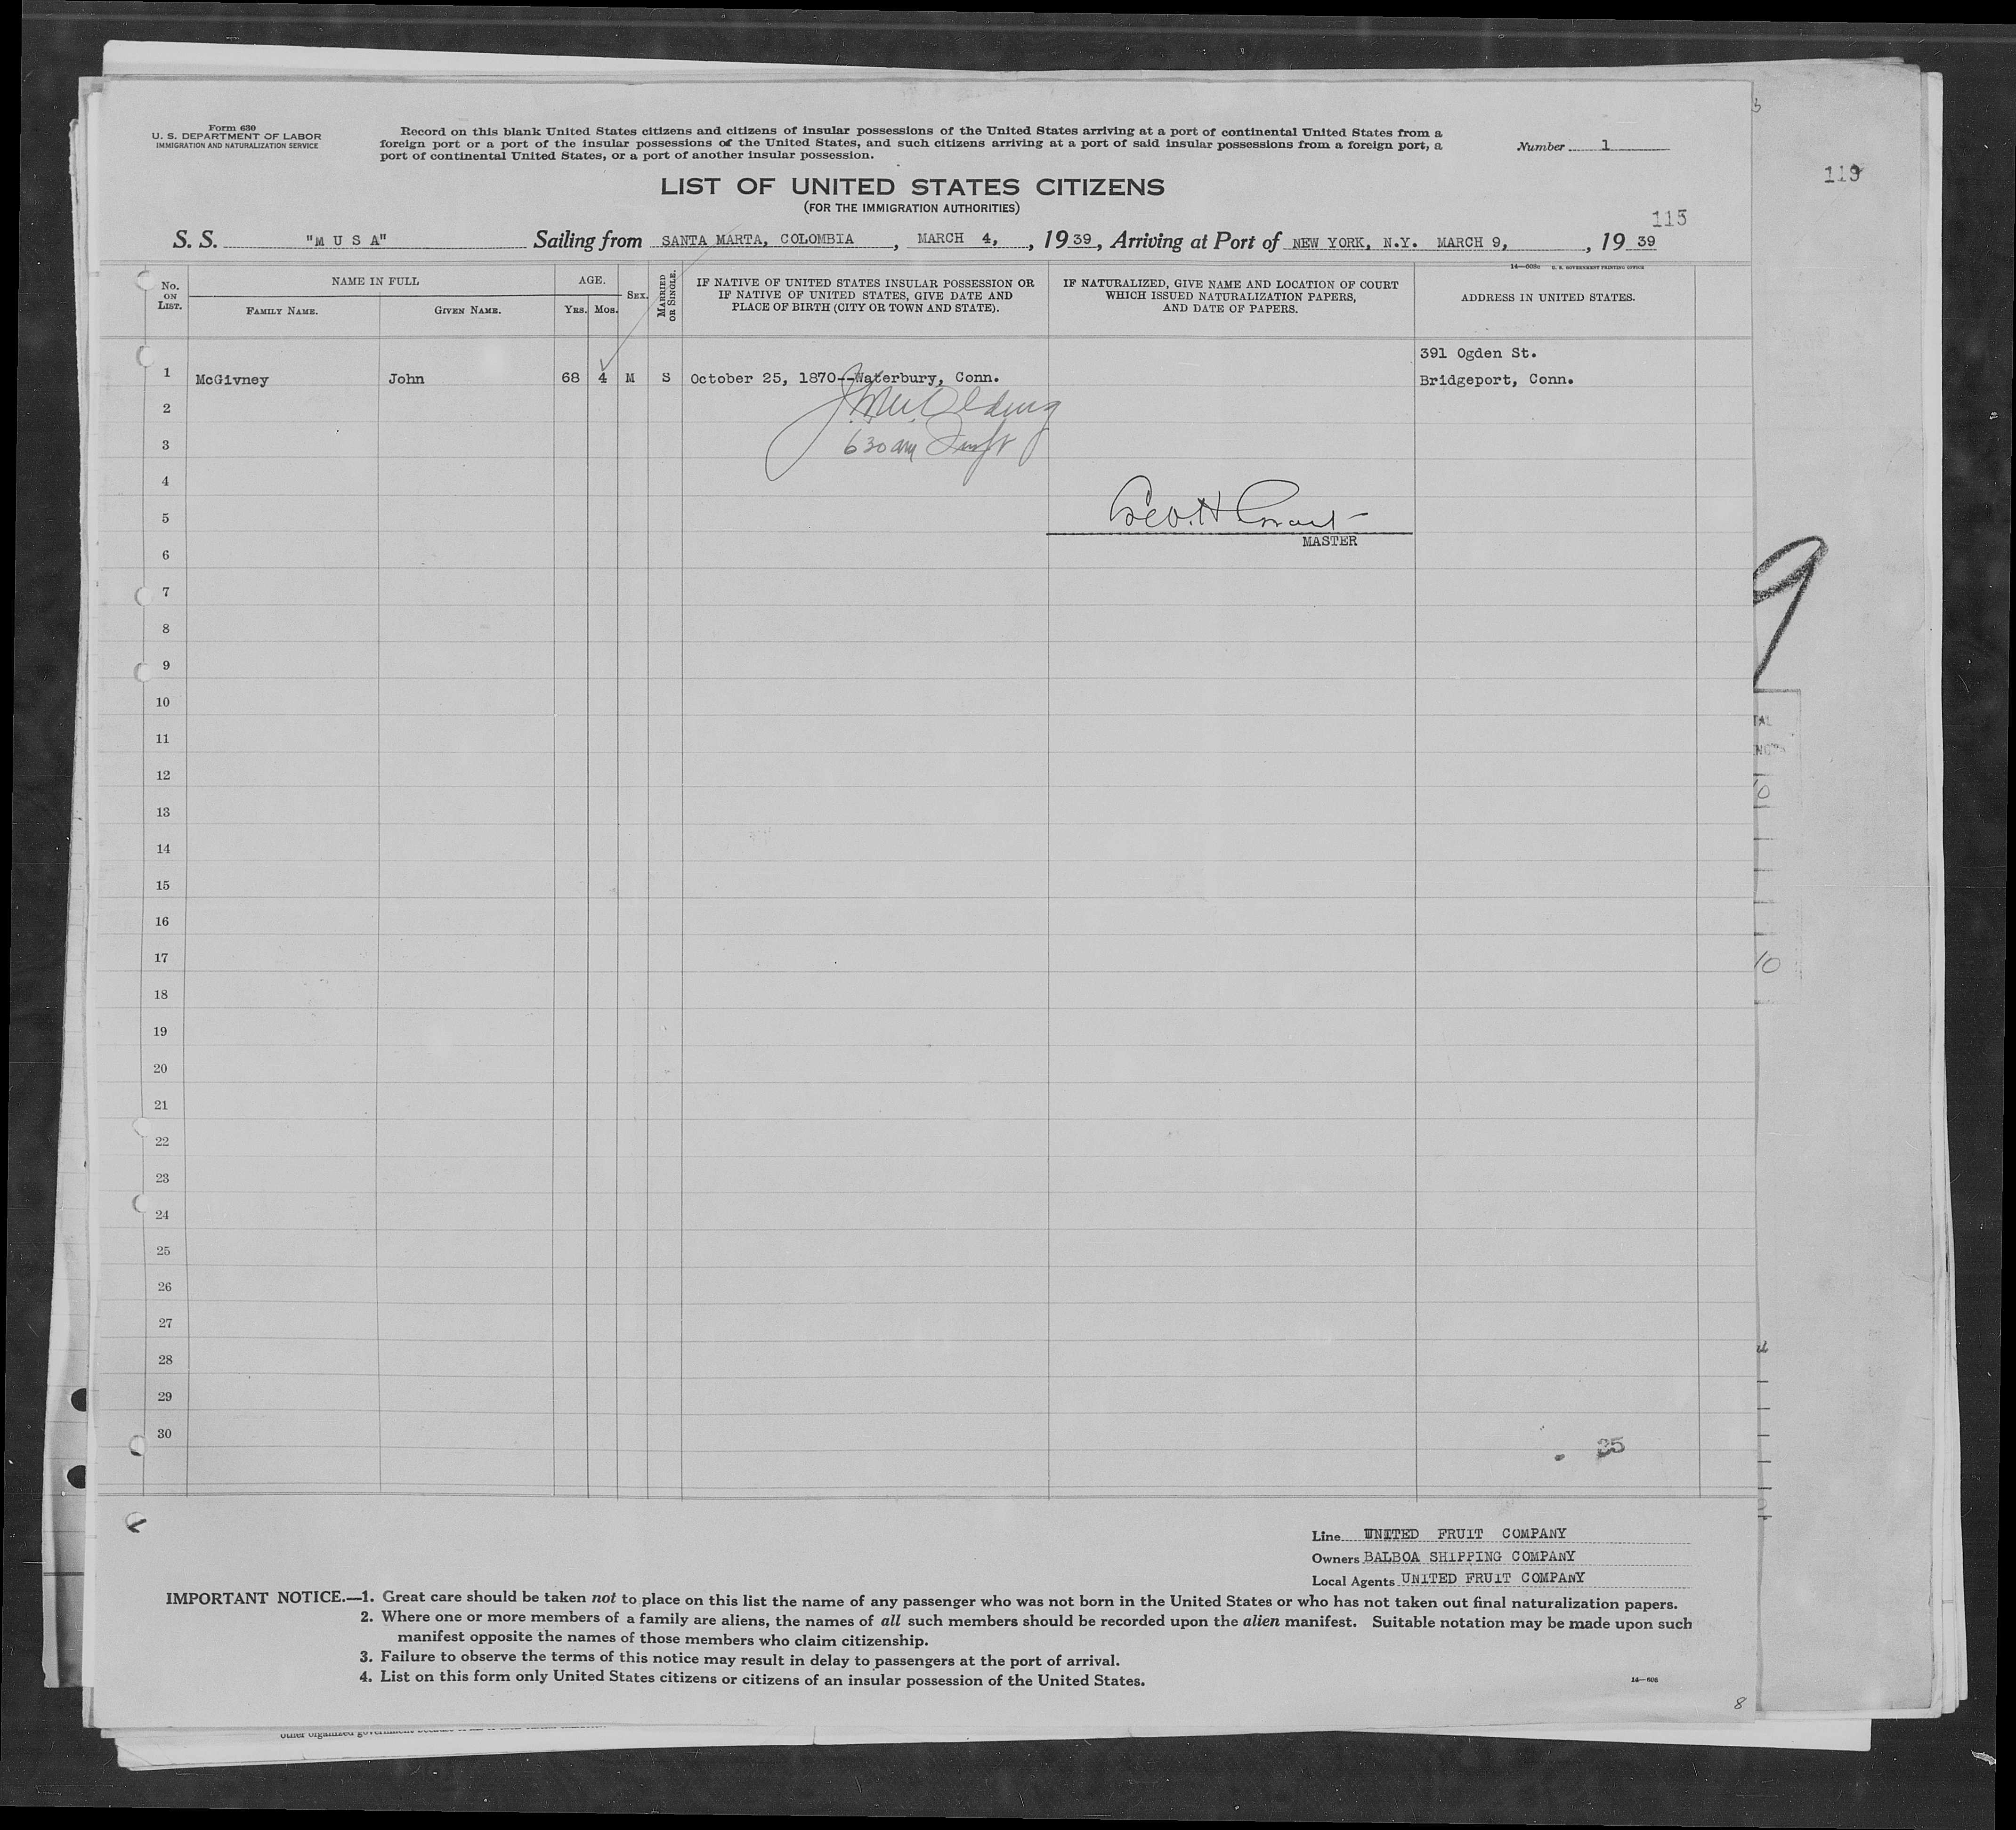 Form 630
U. S. DEPARTMENT OF LABOR
IMMIGRATION AND NATURALIZATION SERVICE
Record on this blank United States citizens and citizens of insular possessions of the United States arriving at a port of continental United States from a
foreign port or a port of the insular possessions of the United States, and such citizens arriving at a port of said insular possessions from a foreign port, a
port of continental United States, or a port of another insular possession.
Number 1
119
LIST OF UNITED STATES CITIZENS
(FOR THE IMMIGRATION AUTHORITIES)
115
S. S. "M U S A" Sailing from SANTA MARTA, COLOMBIA, MARCH 4, , 1939, Arriving at Port of NEW YORK, N.Y. MARCH 9, , 19 39
14—608c U. S. GOVERNMENT PRINTING OFFICE
No. ON LIST.
NAME IN FULL
FAMILY NAME.
GIVEN NAME.
AGE.
YRS. MOS.
SEX.
MARRIED OR SINGLE.
IF NATIVE OF UNITED STATES INSULAR POSSESSION OR
IF NATIVE OF UNITED STATES, GIVE DATE AND
PLACE OF BIRTH (CITY OR TOWN AND STATE).
IF NATURALIZED, GIVE NAME AND LOCATION OF COURT
WHICH ISSUED NATURALIZATION PAPERS,
AND DATE OF PAPERS.
ADDRESS IN UNITED STATES.
391 Ogden St.
1 McGivney John 68 4 M S October 25, 1870--Waterbury, Conn. Bridgeport, Conn.
2
3
630 am
4
5
Geo. H Grant
MASTER
6
7
8
9
10
11
12
13
14
15
16
17
18
19
20
21
22
23
24
25
26
27
28
29
30
25
Line UNITED FRUIT COMPANY
Owners BALBOA SHIPPING COMPANY
Local Agents UNITED FRUIT COMPANY
IMPORTANT NOTICE.—1. Great care should be taken not to place on this list the name of any passenger who was not born in the United States or who has not taken out final naturalization papers.
2. Where one or more members of a family are aliens, the names of all such members should be recorded upon the alien manifest. Suitable notation may be made upon such
manifest opposite the names of those members who claim citizenship.
3. Failure to observe the terms of this notice may result in delay to passengers at the port of arrival.
4. List on this form only United States citizens or citizens of an insular possession of the United States.
14—608
8
9
10
10